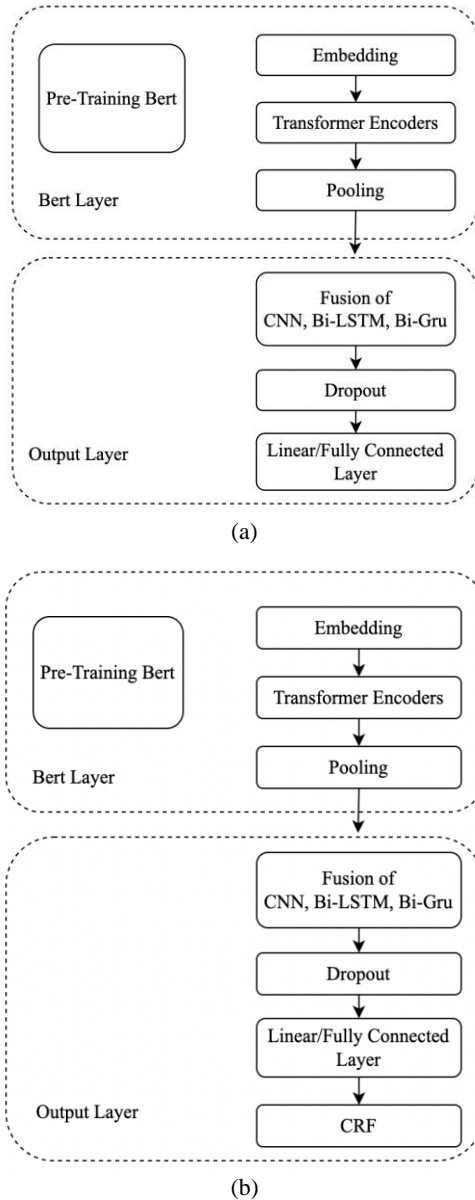 Embedding
Pre-Training Bert
Transformer Encoders
Pooling
Bert Layer
Fusion of
CNN, Bi-LSTM, Bi-Gru
Dropout
Linear/Fully Connected
Layer
Output Layer
(a)
Embedding
Pre-Training Bert
Transformer Encoders
Pooling
Bert Layer
Fusion of
CNN, Bi-LSTM, Bi-Gru
Dropout
Linear/Fully Connected
Layer
CRF
Output Layer
(b)